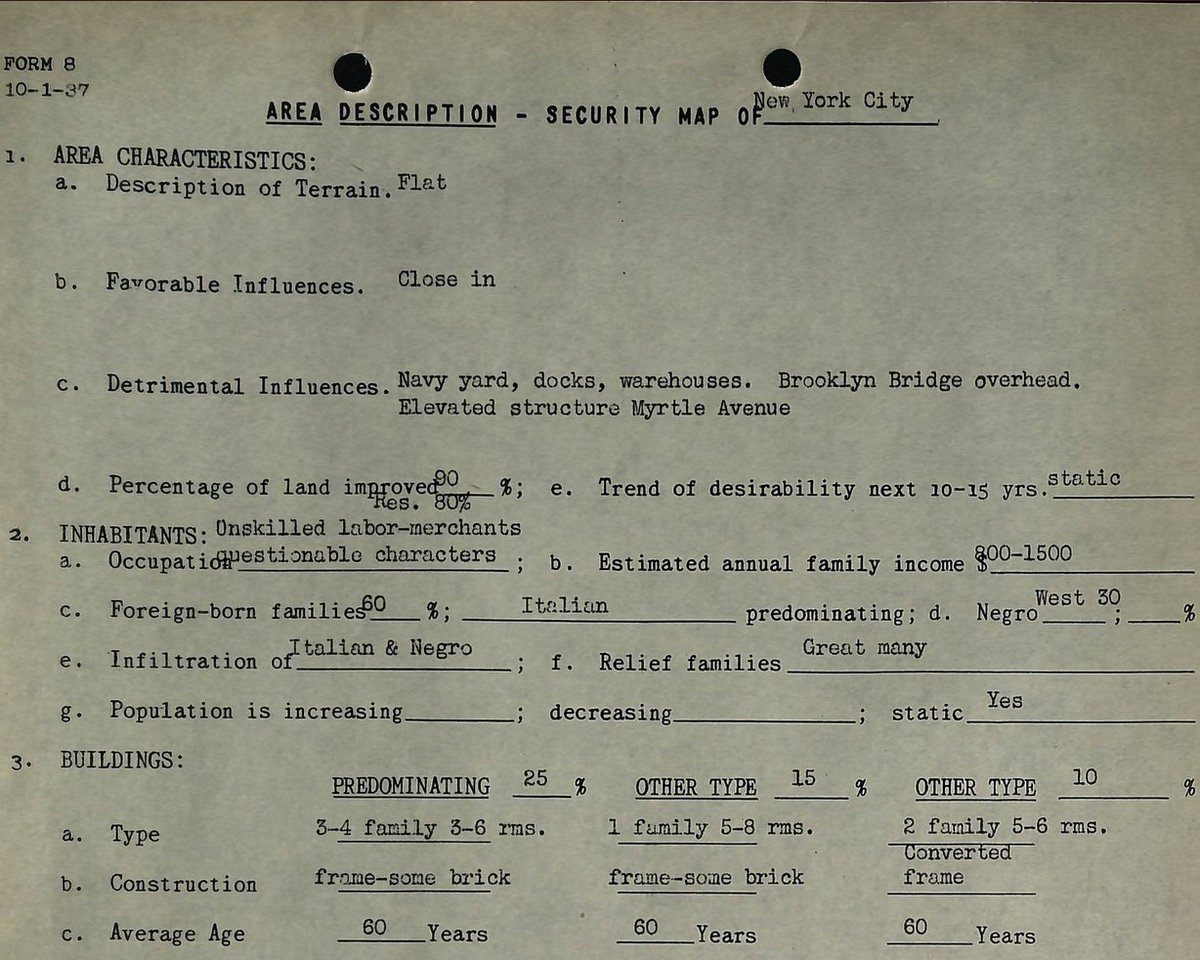 FORM 8
10-1-37
AREA DESCRIPTION - SECURITY MAP OF New York City
1. AREA CHARACTERISTICS:
a. Description of Terrain. Flat
b. Favorable Influences. Close in
c. Detrimental Influences. Navy yard, docks, warehouses. Brooklyn Bridge overhead.
Elevated structure Myrtle Avenue
d. Percentage of land improved 90 %; e. Trend of desirability next 10-15 yrs. static
Res. 80%
2. INHABITANTS: Unskilled labor-merchants
a. Occupation questionable characters ; b. Estimated annual family income $ 800-1500
c. Foreign-born families 60 %; Italian predominating; d. Negro West 30 ; %
e. Infiltration of Italian & Negro ; f. Relief families Great many
g. Population is increasing ; decreasing ; static Yes
3. BUILDINGS:
PREDOMINATING 25 % OTHER TYPE 15 % OTHER TYPE 10 %
a. Type 3-4 family 3-6 rms. 1 family 5-8 rms. 2 family 5-6 rms.
Converted
b. Construction frame-some brick frame-some brick frame
c. Average Age 60 Years 60 Years 60 Years